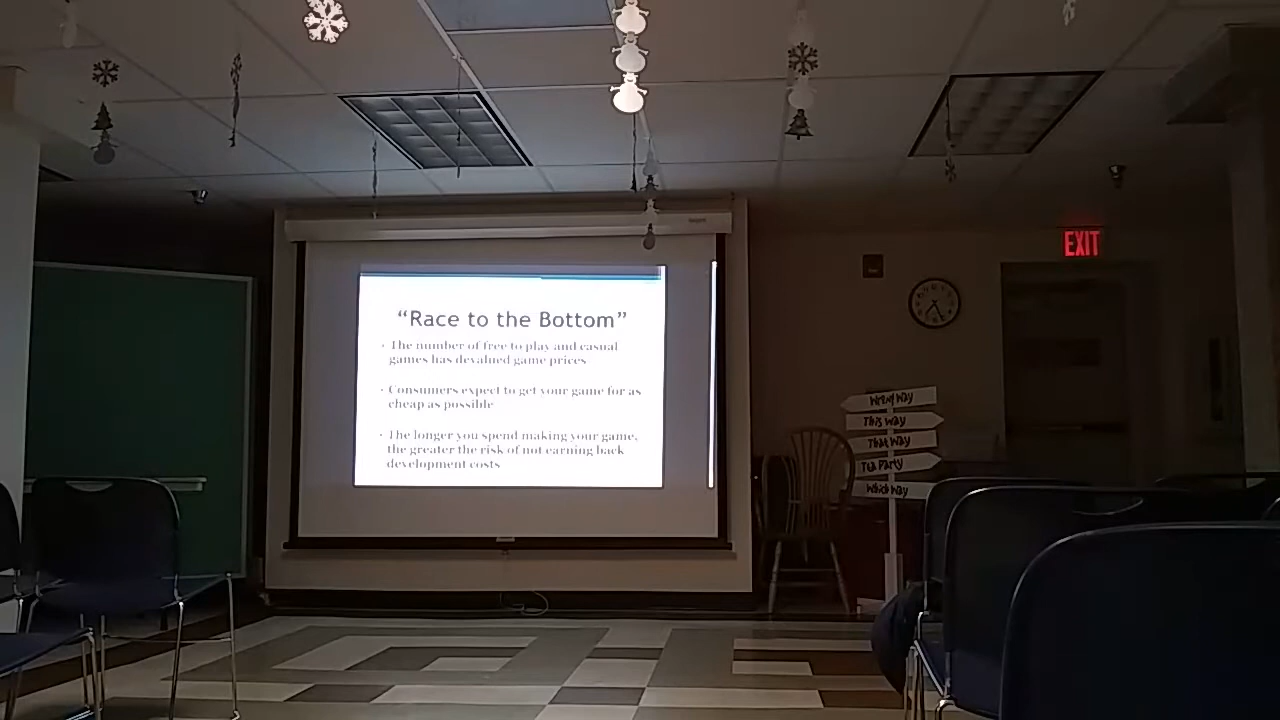 EXIT
“Race to the Bottom”
• The number of free to play and casual
games has devalued game prices
• Consumers expect to get your game for as
cheap as possible
• The longer you spend making your game,
the greater the risk of not earning back
development costs
Wrong Way
This Way
That Way
Tea Party
Which Way